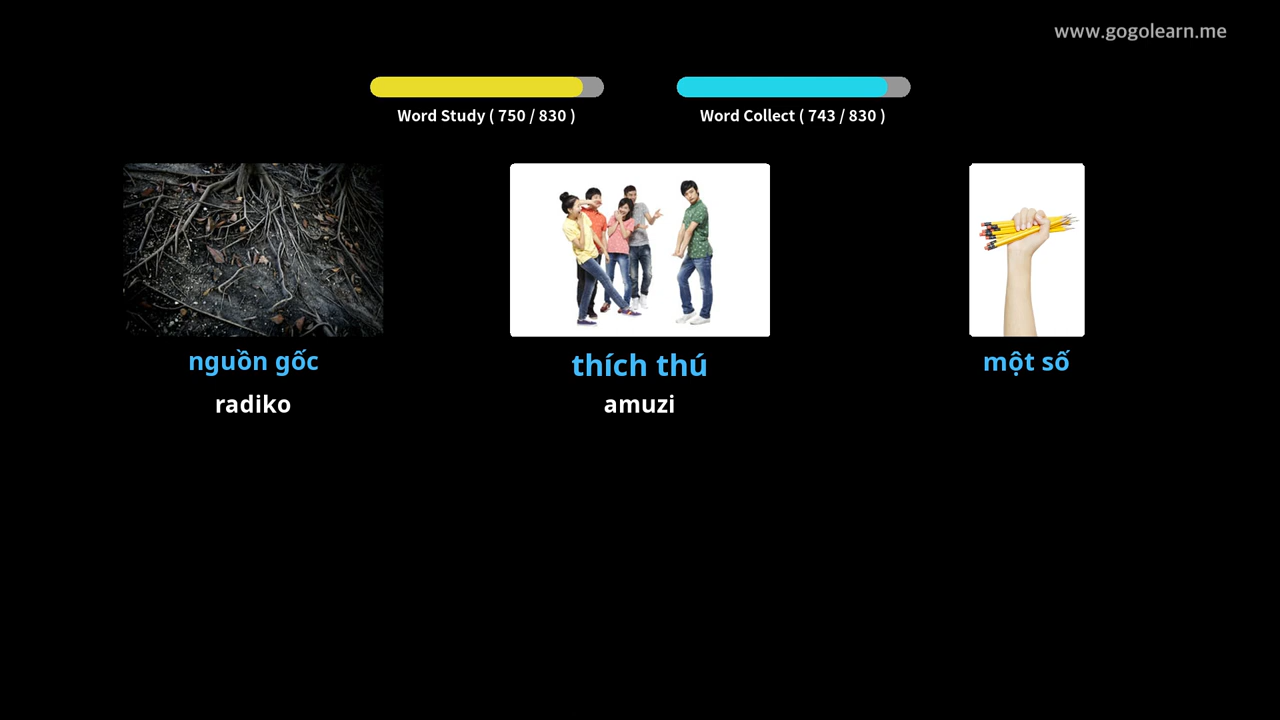 www.gogolearn.me
Word Study ( 750 / 830 )
Word Collect ( 743 / 830 )
nguồn gốc
thích thú
một số
radiko
amuzi